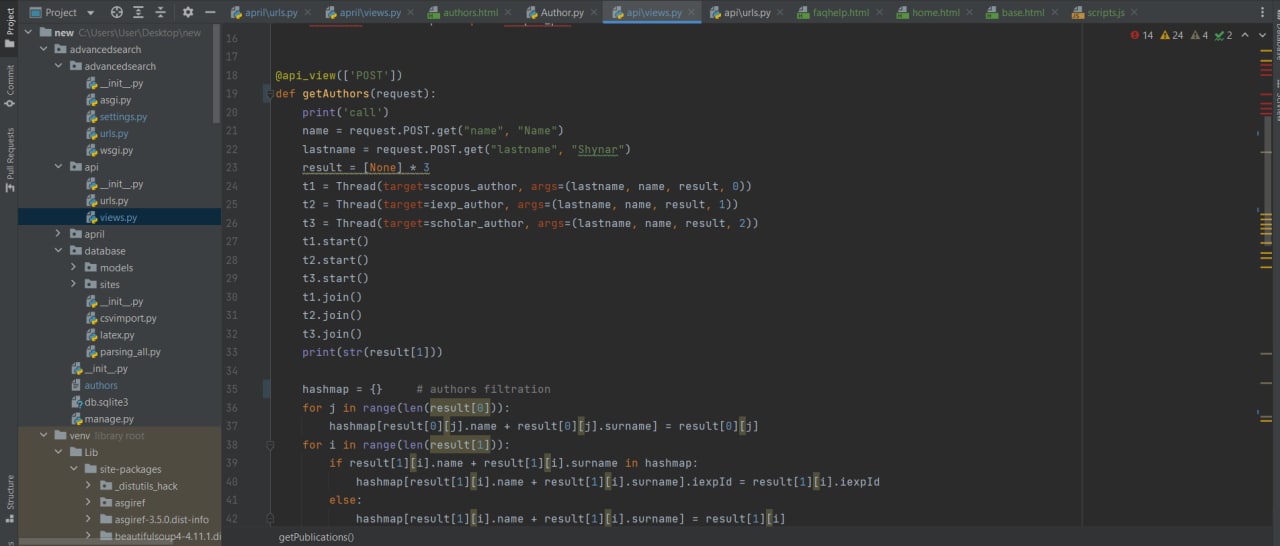 Project
april\urls.py
april\views.py
authors.html
Author.py
api\views.py
api\urls.py
faqhelp.html
home.html
base.html
scripts.js
Project
Commit
Pull Requests
Structure
new C:\Users\User\Desktop\new
advancedsearch
advancedsearch
__init__.py
asgi.py
settings.py
urls.py
wsgi.py
api
__init__.py
urls.py
views.py
april
database
models
sites
__init__.py
csvimport.py
latex.py
parsing_all.py
__init__.py
authors
db.sqlite3
manage.py
venv library root
Lib
site-packages
_distutils_hack
asgiref
asgiref-3.5.0.dist-info
beautifulsoup4-4.11.1.di
14 24 4 2
16
17
18 @api_view(['POST'])
19 def getAuthors(request):
20 print('call')
21 name = request.POST.get("name", "Name")
22 lastname = request.POST.get("lastname", "Shynar")
23 result = [None] * 3
24 t1 = Thread(target=scopus_author, args=(lastname, name, result, 0))
25 t2 = Thread(target=iexp_author, args=(lastname, name, result, 1))
26 t3 = Thread(target=scholar_author, args=(lastname, name, result, 2))
27 t1.start()
28 t2.start()
29 t3.start()
30 t1.join()
31 t2.join()
32 t3.join()
33 print(str(result[1]))
34
35 hashmap = {} # authors filtration
36 for j in range(len(result[0])):
37 hashmap[result[0][j].name + result[0][j].surname] = result[0][j]
38 for i in range(len(result[1])):
39 if result[1][i].name + result[1][i].surname in hashmap:
40 hashmap[result[1][i].name + result[1][i].surname].iexpId = result[1][i].iexpId
41 else:
42 hashmap[result[1][i].name + result[1][i].surname] = result[1][i]
getPublications()